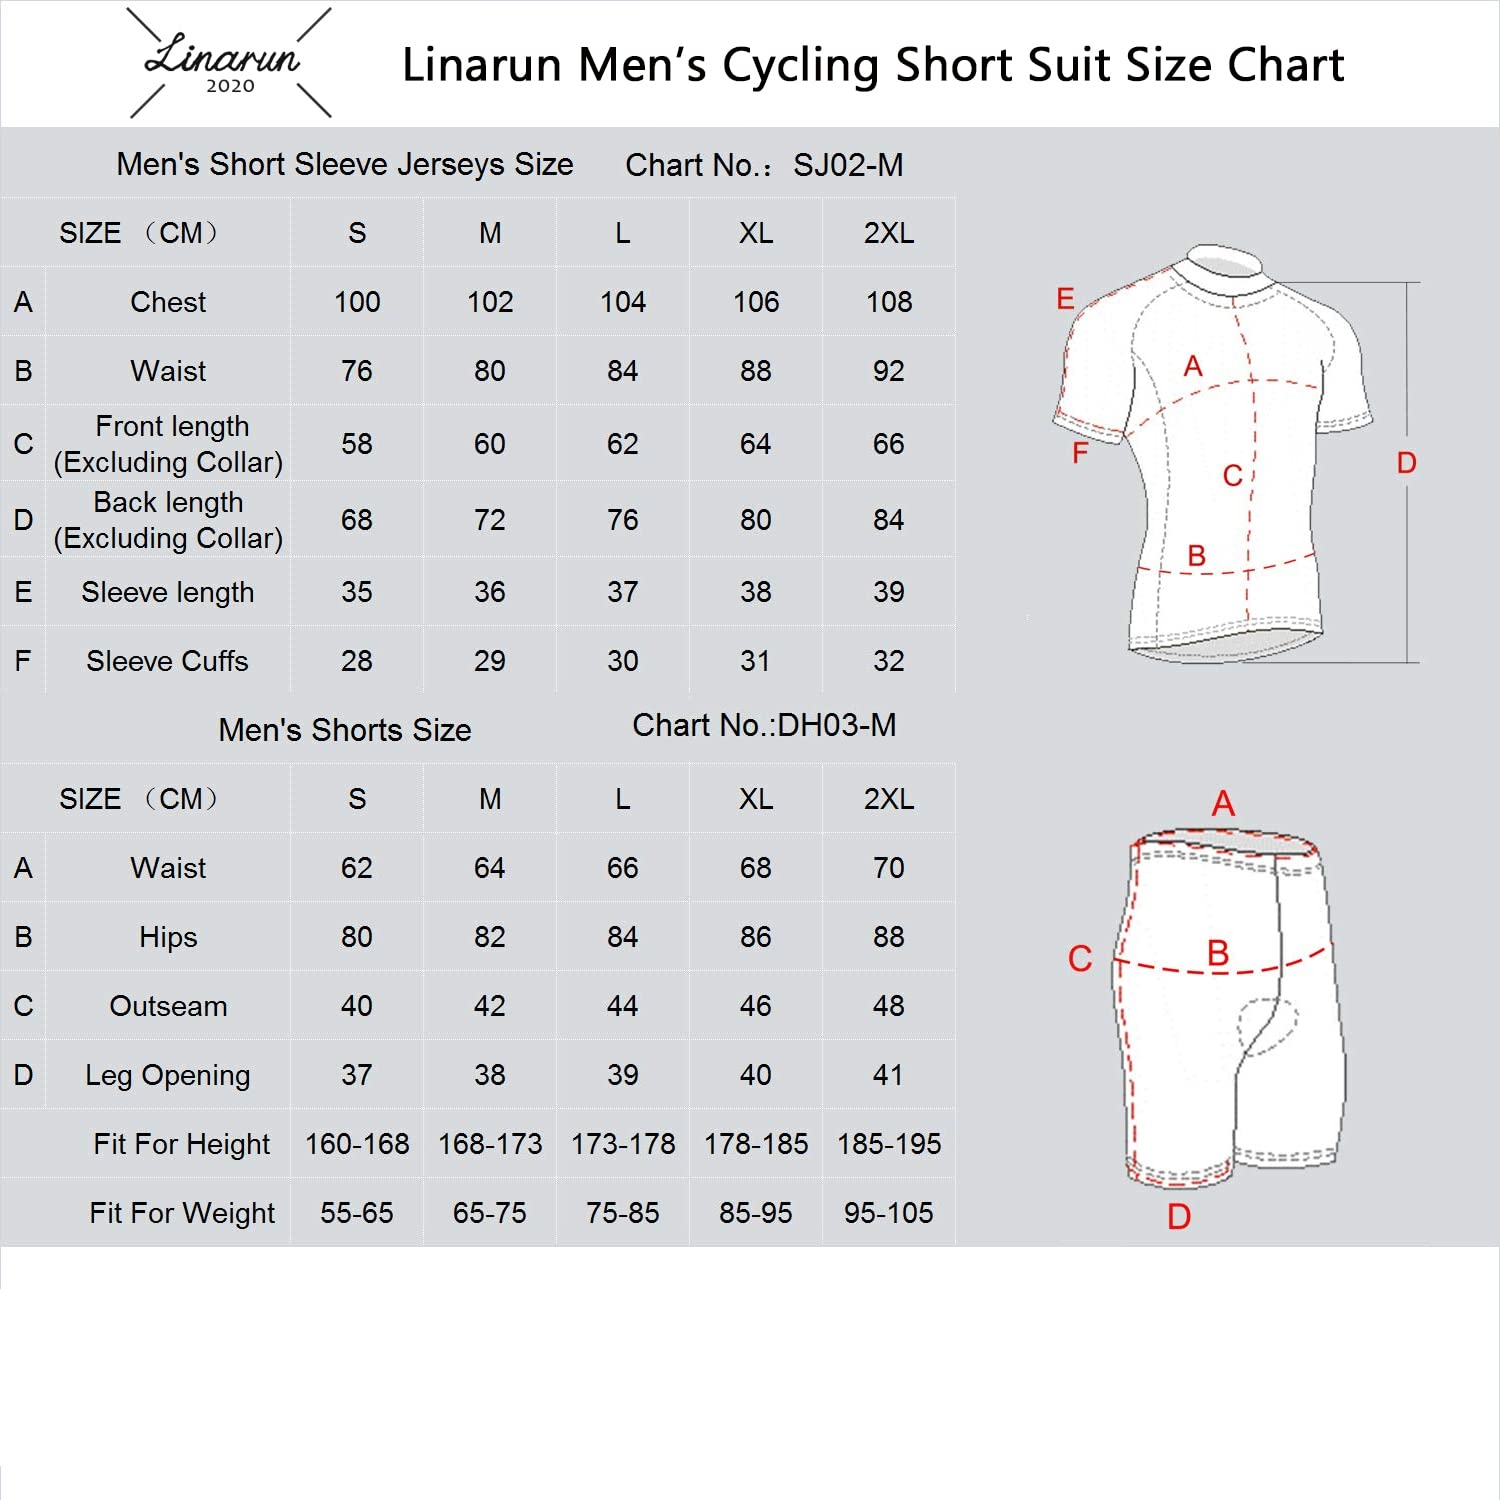 Linarun
2020
Linarun Men’s Cycling Short Suit Size Chart
Men's Short Sleeve Jerseys Size Chart No.： SJ02-M
SIZE （CM） S M L XL 2XL
A Chest 100 102 104 106 108
B Waist 76 80 84 88 92
C Front length (Excluding Collar) 58 60 62 64 66
D Back length (Excluding Collar) 68 72 76 80 84
E Sleeve length 35 36 37 38 39
F Sleeve Cuffs 28 29 30 31 32
E
A
F
C
D
B
Men's Shorts Size Chart No.:DH03-M
SIZE （CM） S M L XL 2XL
A Waist 62 64 66 68 70
B Hips 80 82 84 86 88
C Outseam 40 42 44 46 48
D Leg Opening 37 38 39 40 41
Fit For Height 160-168 168-173 173-178 178-185 185-195
Fit For Weight 55-65 65-75 75-85 85-95 95-105
A
C
B
D